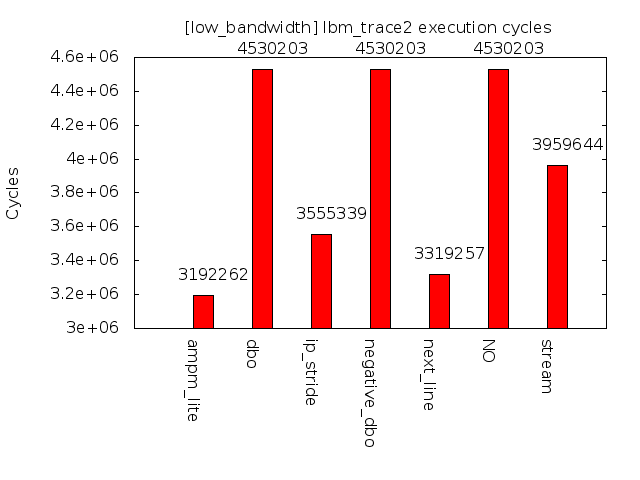 [low_bandwidth] lbm_trace2 execution cycles
4530203 4530203 4530203
4.6e+06
4.4e+06
4.2e+06
3959644
4e+06
3.8e+06
3555339
3.6e+06
3319257
3.4e+06
3192262
3.2e+06
3e+06
Cycles
ampm_lite
dbo
ip_stride
negative_dbo
next_line
NO
stream